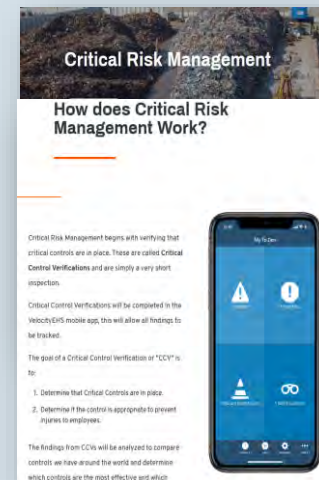 Critical Risk Management
How does Critical Risk
Management Work?
Critical Risk Management begins with verifying that
critical controls are in place. These are called Critical
Control Verifications and are simply a very short
inspection.
Critical Control Verifications will be completed in the
VelocityEHS mobile app, this will allow all findings to
be tracked.
The goal of a Critical Control Verification or "CCV" is
to:
1. Determine that Critical Controls are in place.
2. Determine if the control is appropriate to prevent
injuries to employees.
The findings from CCVs will be analyzed to compare
controls we have around the world and determine
which controls are the most effective and which